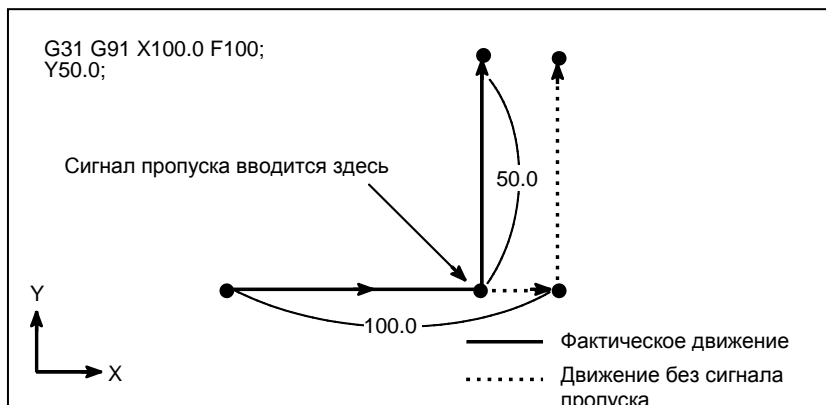 G31 G91 X100.0 F100;
Y50.0;
Сигнал пропуска вводится здесь
50.0
Y
100.0
X
Фактическое движение
Движение без сигнала
пропуска